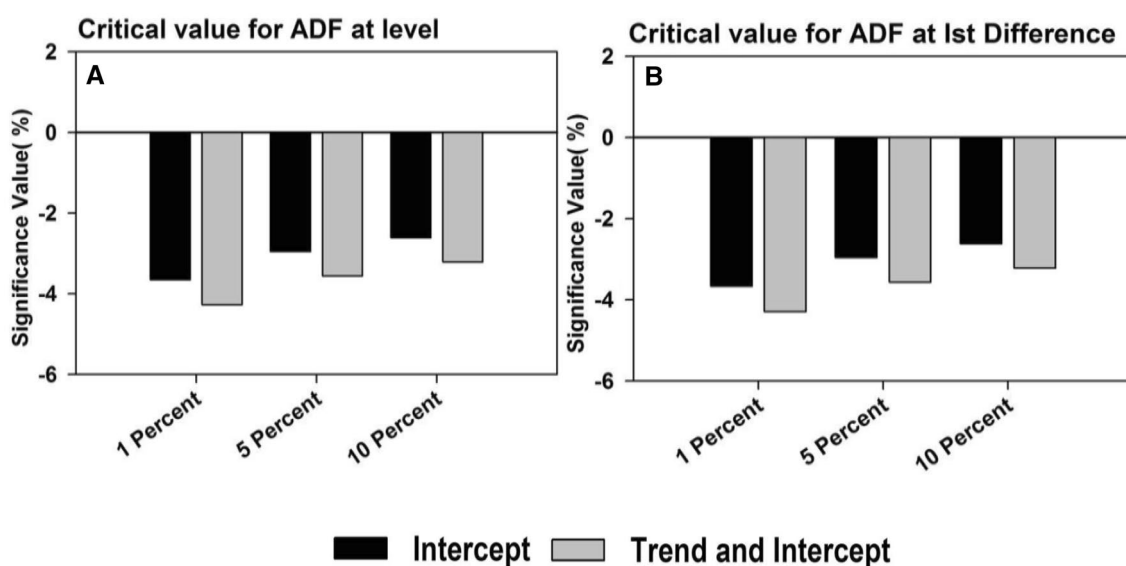 Critical value for ADF at level
A
Significance Value( %)
2
0
-2
-4
-6
1 Percent
5 Percent
10 Percent
Critical value for ADF at Ist Difference
B
Significance Value( %)
2
0
-2
-4
-6
1 Percent
5 Percent
10 Percent
Intercept
Trend and Intercept